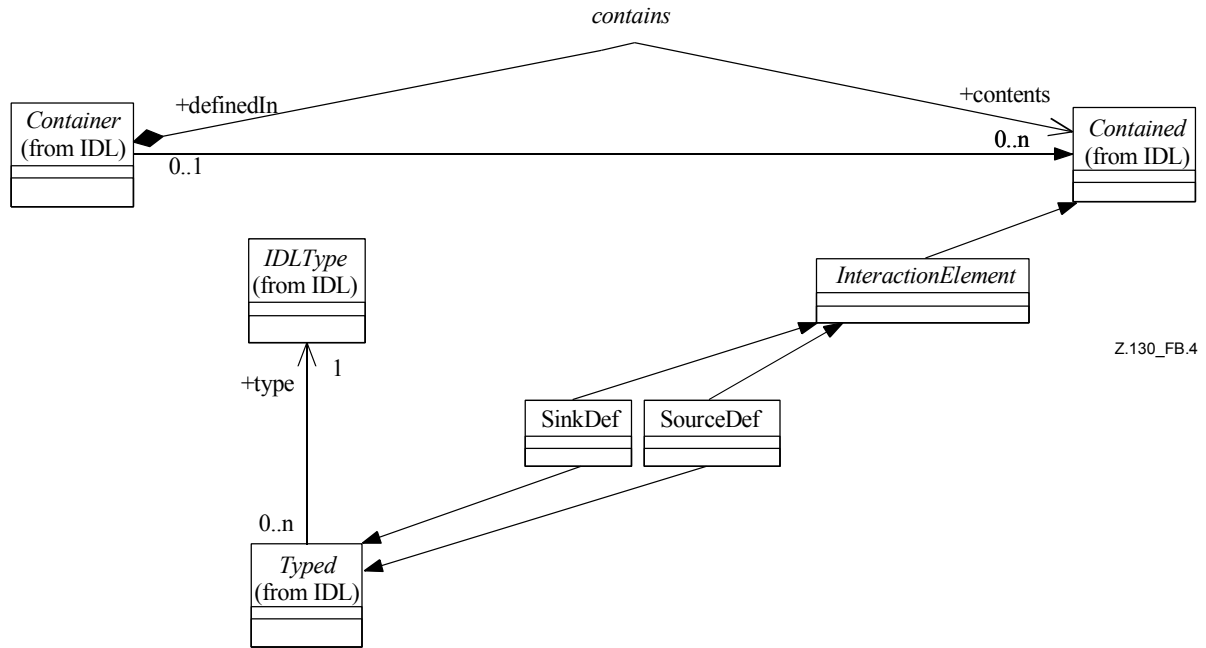 contains
+definedIn
+contents
Container
(from IDL)
0..1
0..n
Contained
(from IDL)
IDLType
(from IDL)
InteractionElement
Z.130_FB.4
1
+type
SinkDef
SourceDef
0..n
Typed
(from IDL)